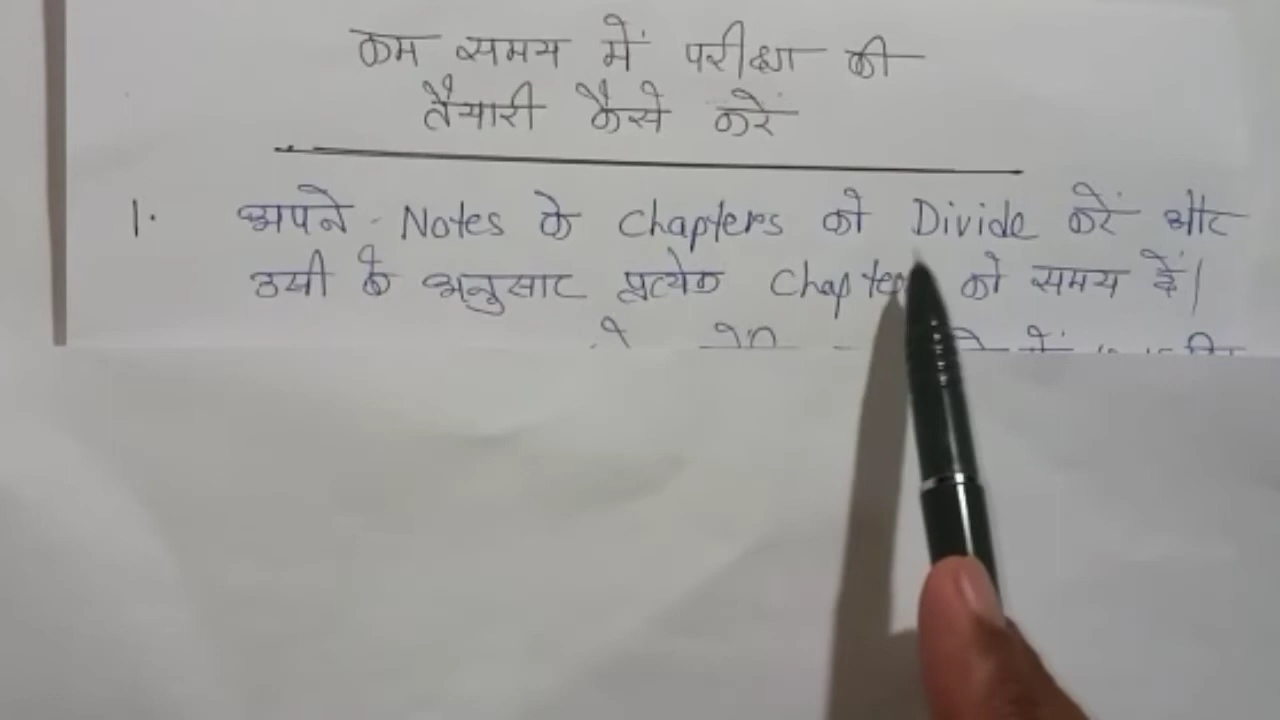 कम समय में परीक्षा की
तैयारी कैसे करें
1. अपने Notes के Chapters को Divide करें और
उसी के अनुसार प्रत्येक Chapter को समय दें।